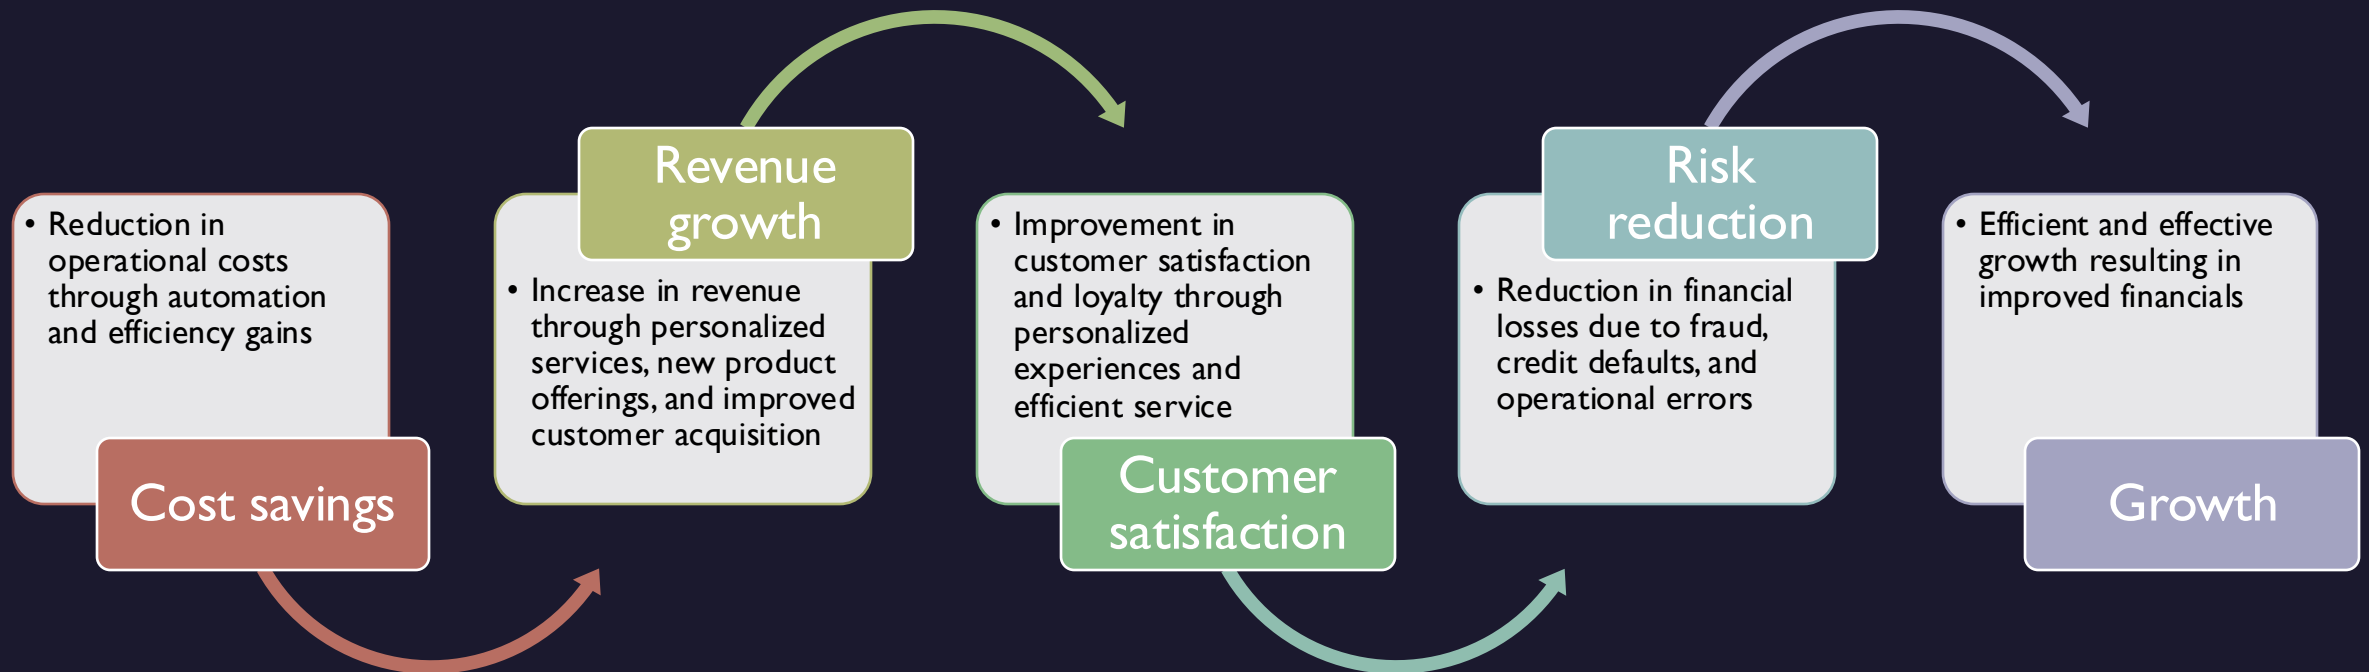 • Reduction in
operational costs
through automation
and efficiency gains
Cost savings
Revenue
growth
• Increase in revenue
through personalized
services, new product
offerings, and improved
customer acquisition
• Improvement in
customer satisfaction
and loyalty through
personalized
experiences and
efficient service
Customer
satisfaction
Risk
reduction
• Reduction in financial
losses due to fraud,
credit defaults, and
operational errors
• Efficient and effective
growth resulting in
improved financials
Growth